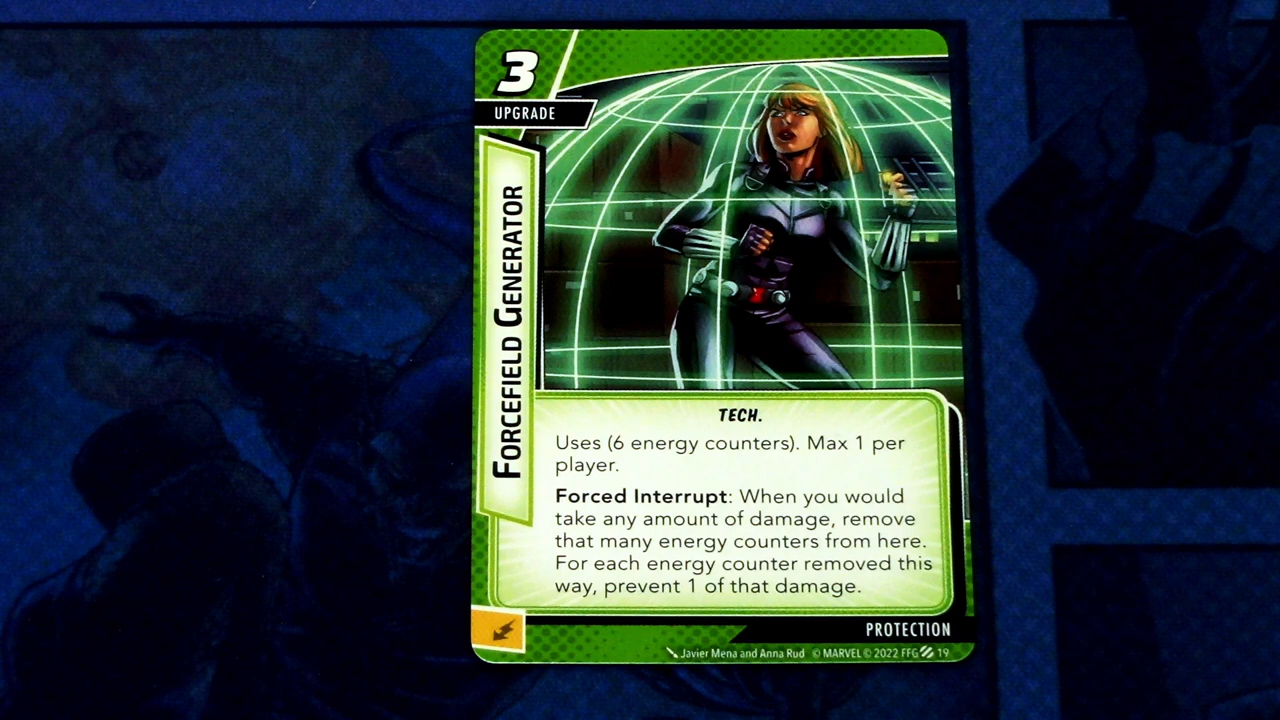 3
UPGRADE
FORCEFIELD GENERATOR
TECH.
Uses (6 energy counters). Max 1 per
player.
Forced Interrupt: When you would
take any amount of damage, remove
that many energy counters from here.
For each energy counter removed this
way, prevent 1 of that damage.
PROTECTION
Javier Mena and Anna Rud © MARVEL © 2022 FFG 19